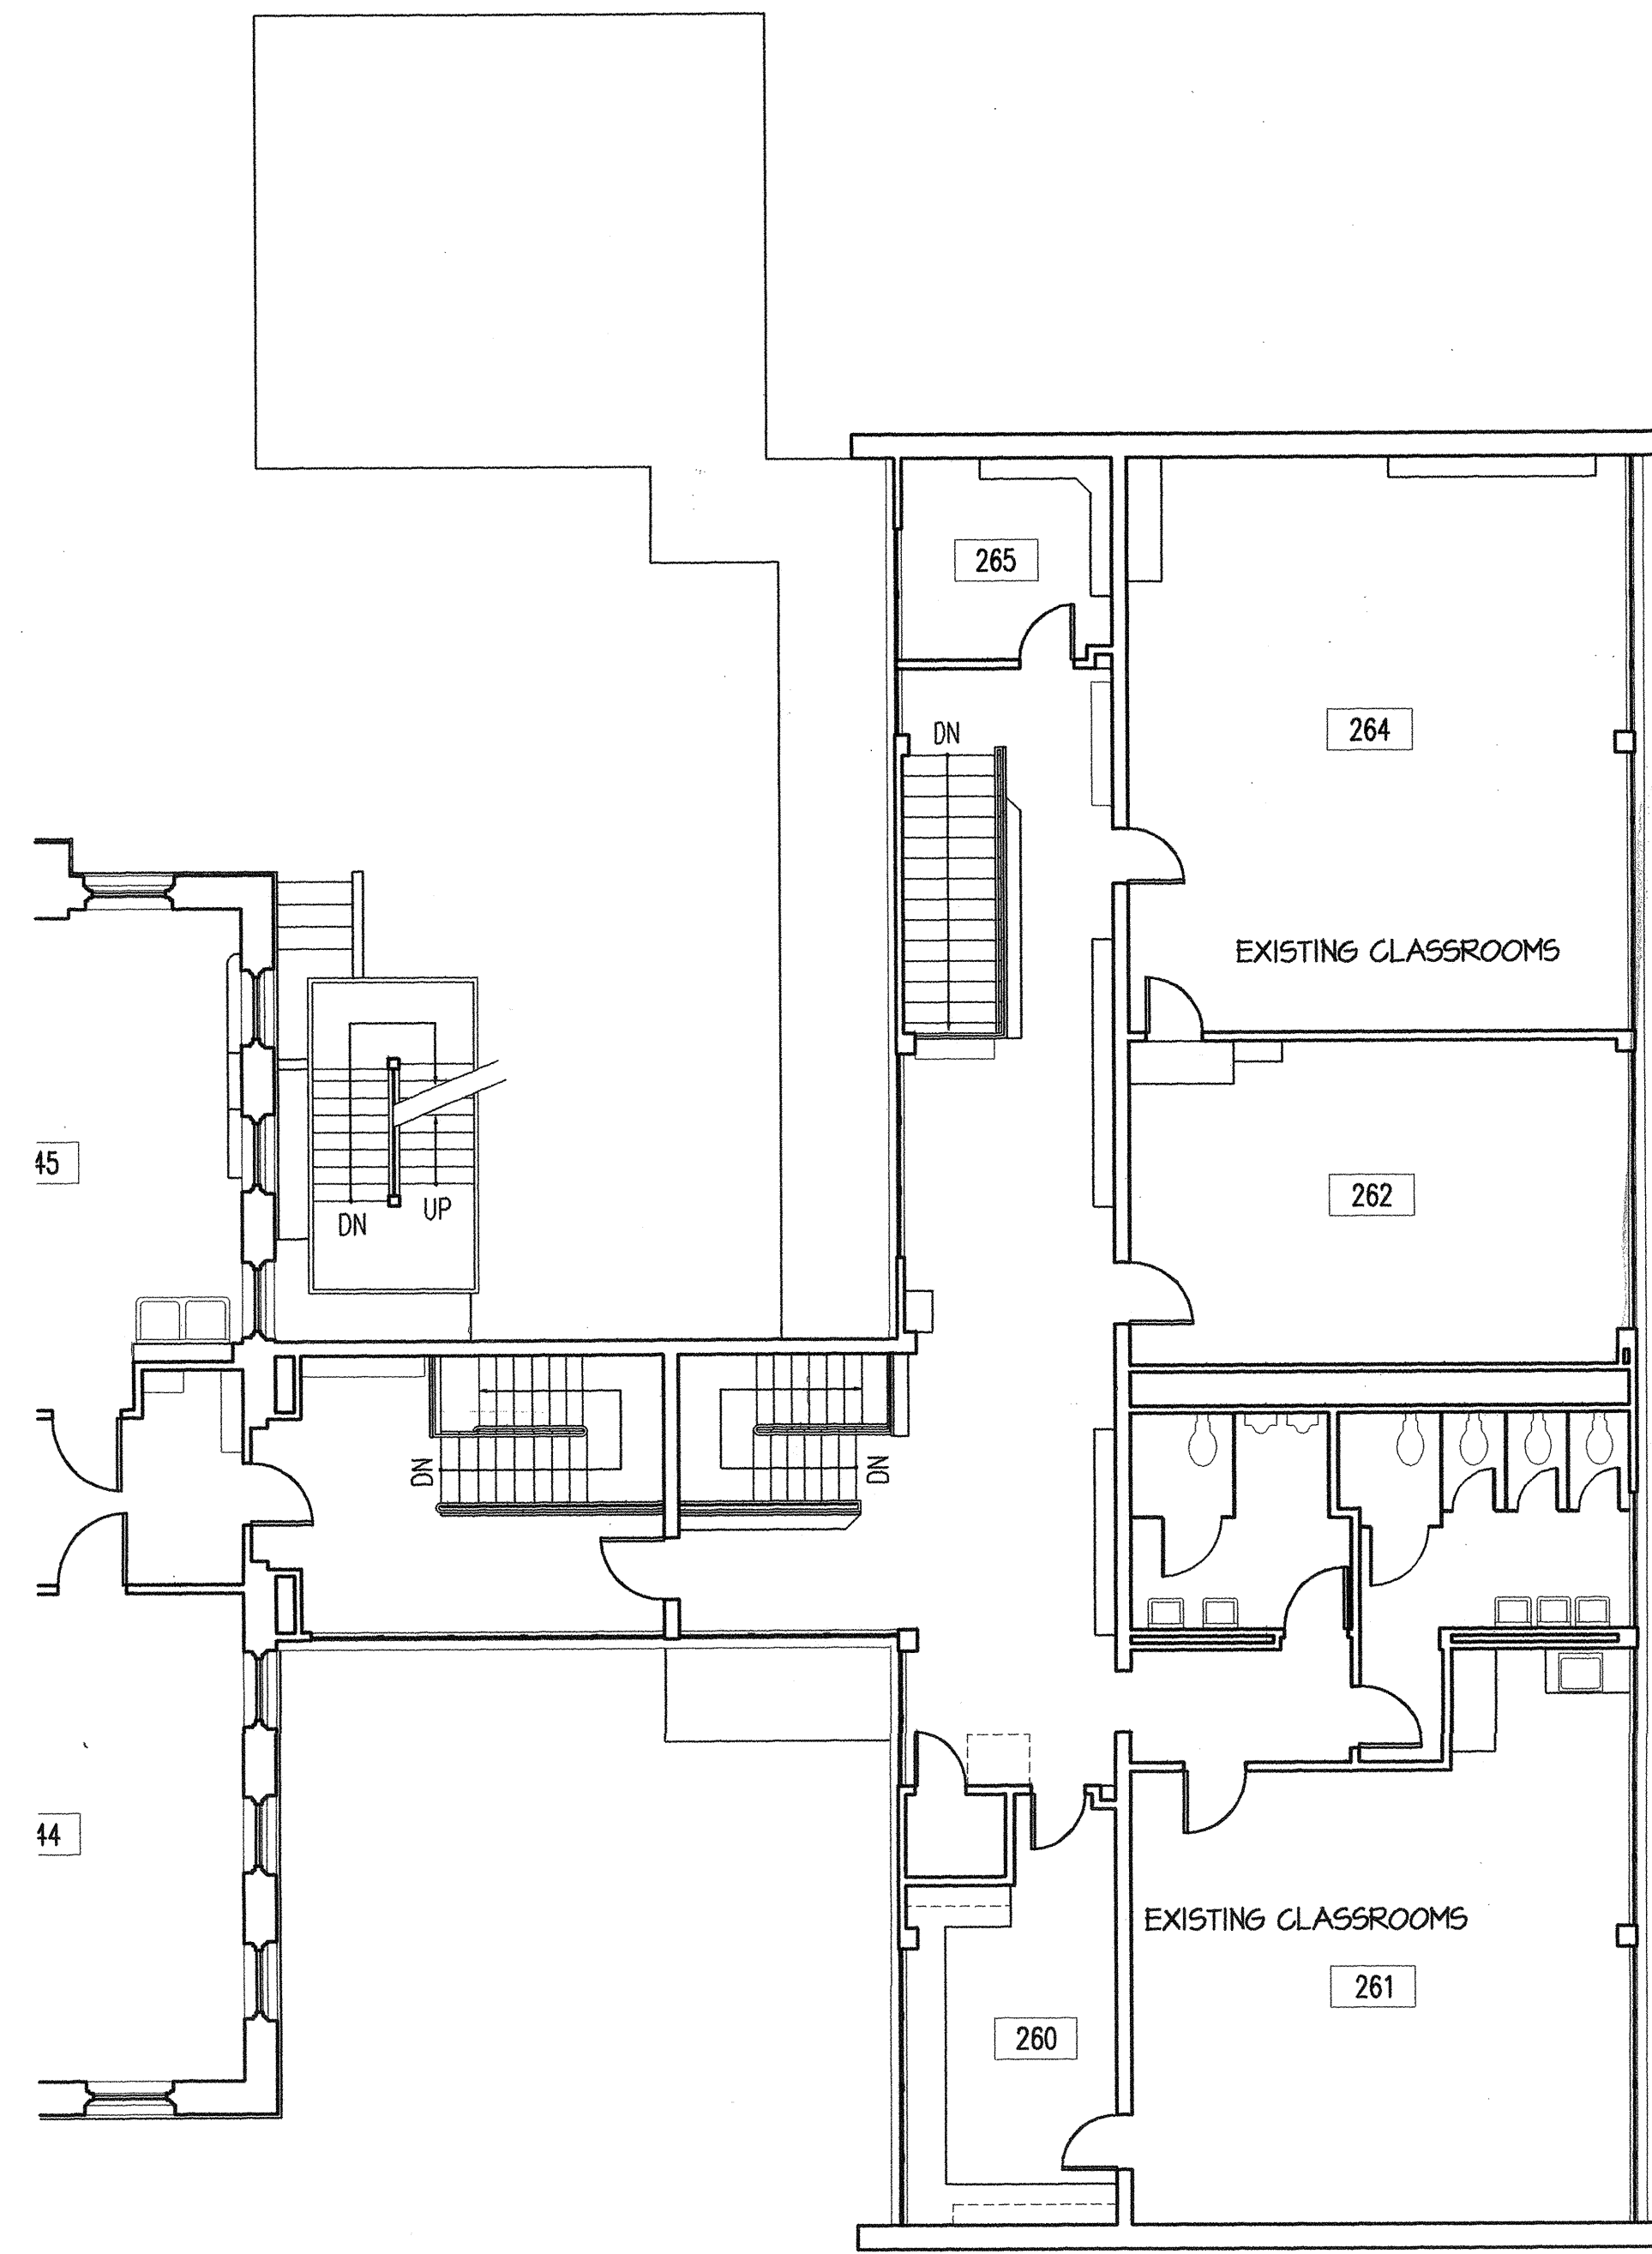 265
DN
264
EXISTING CLASSROOMS
45
262
DN
UP
DN
DN
44
EXISTING CLASSROOMS
261
260